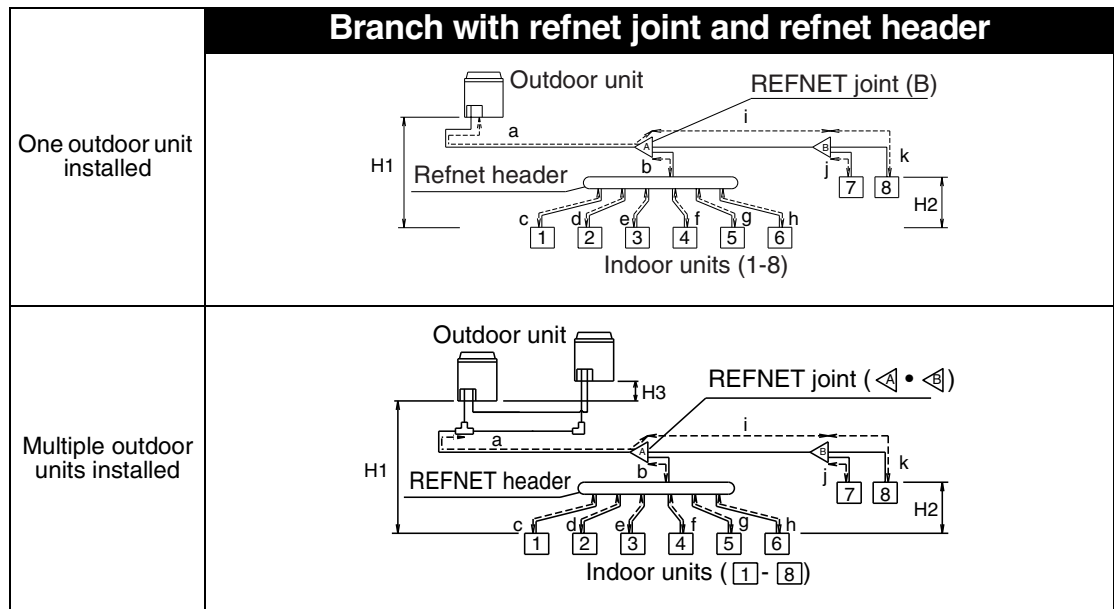 Branch with refnet joint and refnet header
One outdoor unit
installed
Outdoor unit
REFNET joint (B)
a
i
A
B
H1
b
j
k
Refnet header
7
8
H2
c
d
e
f
g
h
1
2
3
4
5
6
Indoor units (1-8)
Multiple outdoor
units installed
Outdoor unit
H3
REFNET joint ( A • B )
a
i
A
B
H1
b
j
k
REFNET header
7
8
H2
c
d
e
f
g
h
1
2
3
4
5
6
Indoor units ( 1 - 8 )